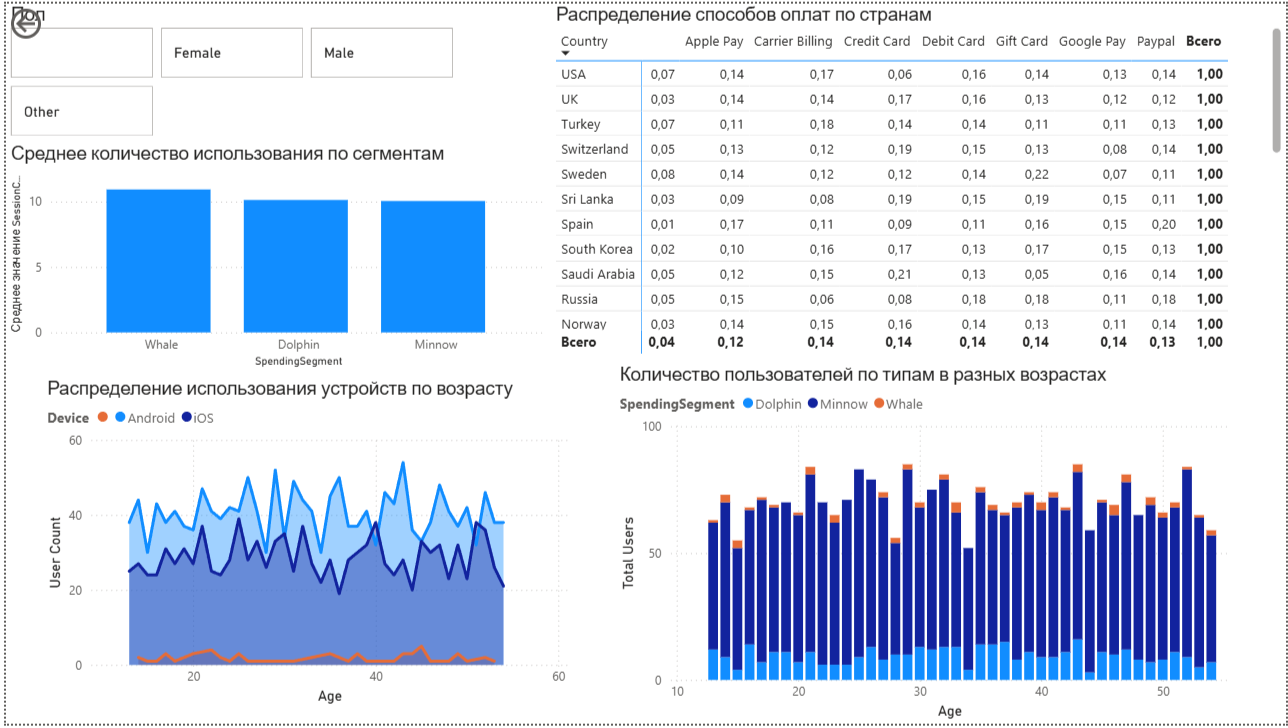 Пол
Female
Male
Other
Среднее количество использования по сегментам
Среднее значение SessionC...
10
5
0
Whale Dolphin Minnow
SpendingSegment
Распределение способов оплат по странам
Country Apple Pay Carrier Billing Credit Card Debit Card Gift Card Google Pay Paypal Всего
USA 0,07 0,14 0,17 0,06 0,16 0,14 0,13 0,14 1,00
UK 0,03 0,14 0,14 0,17 0,16 0,13 0,12 0,12 1,00
Turkey 0,07 0,11 0,18 0,14 0,14 0,11 0,11 0,13 1,00
Switzerland 0,05 0,13 0,12 0,19 0,15 0,13 0,08 0,14 1,00
Sweden 0,08 0,14 0,12 0,12 0,14 0,22 0,07 0,11 1,00
Sri Lanka 0,03 0,09 0,08 0,19 0,15 0,19 0,15 0,11 1,00
Spain 0,01 0,17 0,11 0,09 0,11 0,16 0,15 0,20 1,00
South Korea 0,02 0,10 0,16 0,17 0,13 0,17 0,15 0,13 1,00
Saudi Arabia 0,05 0,12 0,15 0,21 0,13 0,05 0,16 0,14 1,00
Russia 0,05 0,15 0,06 0,08 0,18 0,18 0,11 0,18 1,00
Norway 0,03 0,14 0,15 0,16 0,14 0,13 0,11 0,14 1,00
Всего 0,04 0,12 0,14 0,14 0,14 0,14 0,14 0,13 1,00
Распределение использования устройств по возрасту
Device Android iOS
User Count
60
40
20
0
20 40 60
Age
Количество пользователей по типам в разных возрастах
SpendingSegment Dolphin Minnow Whale
Total Users
100
50
0
10 20 30 40 50
Age